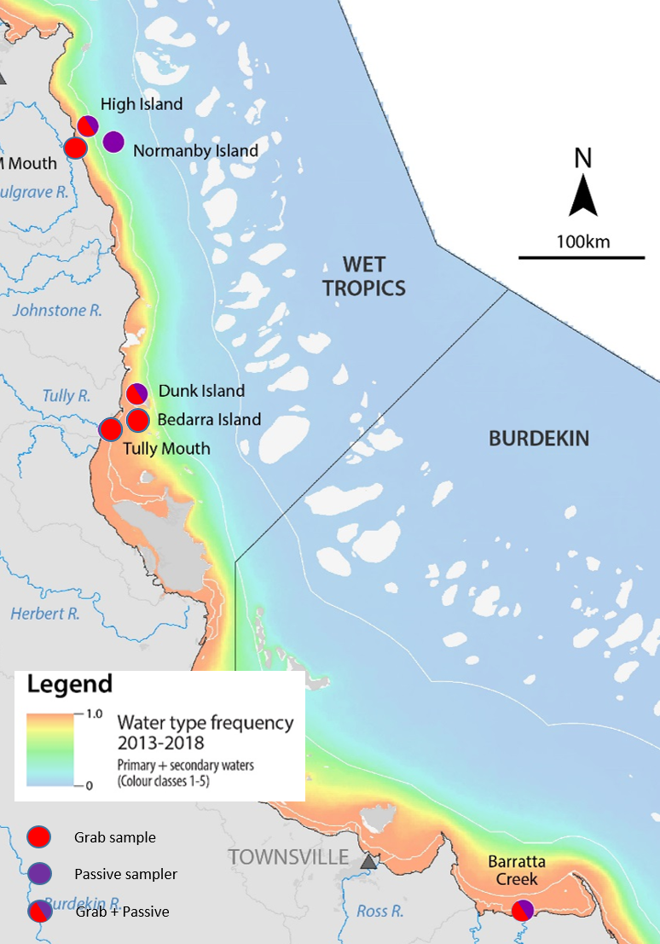 High Island
Normanby Island
M Mouth
ulgrave R.
N
100km
WET
TROPICS
Johnstone R.
Tully R.
Dunk Island
Bedarra Island
Tully Mouth
BURDEKIN
Herbert R.
Legend
1.0
Water type frequency
2013-2018
Primary + secondary waters
(Colour classes 1-5)
0
Grab sample
TOWNSVILLE
Barratta
Creek
Passive sampler
Burdekin R.
Grab + Passive
Ross R.